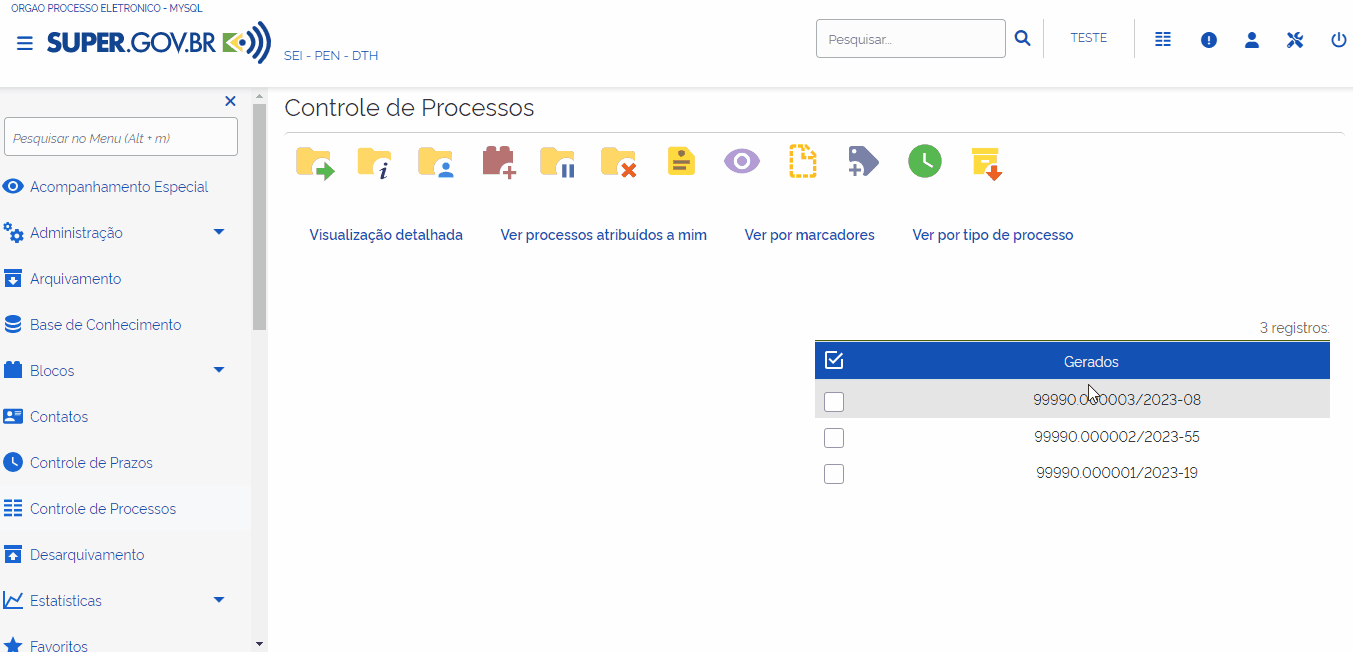 ORGAO PROCESSO ELETRONICO - MYSQL
SUPER.GOV.BR
SEI - PEN - DTH
Pesquisar...
TESTE
Pesquisar no Menu (Alt + m)
Acompanhamento Especial
Administração
Arquivamento
Base de Conhecimento
Blocos
Contatos
Controle de Prazos
Controle de Processos
Desarquivamento
Estatísticas
Favoritos
Controle de Processos
Visualização detalhada
Ver processos atribuídos a mim
Ver por marcadores
Ver por tipo de processo
3 registros:
Gerados
99990.000003/2023-08
99990.000002/2023-55
99990.000001/2023-19